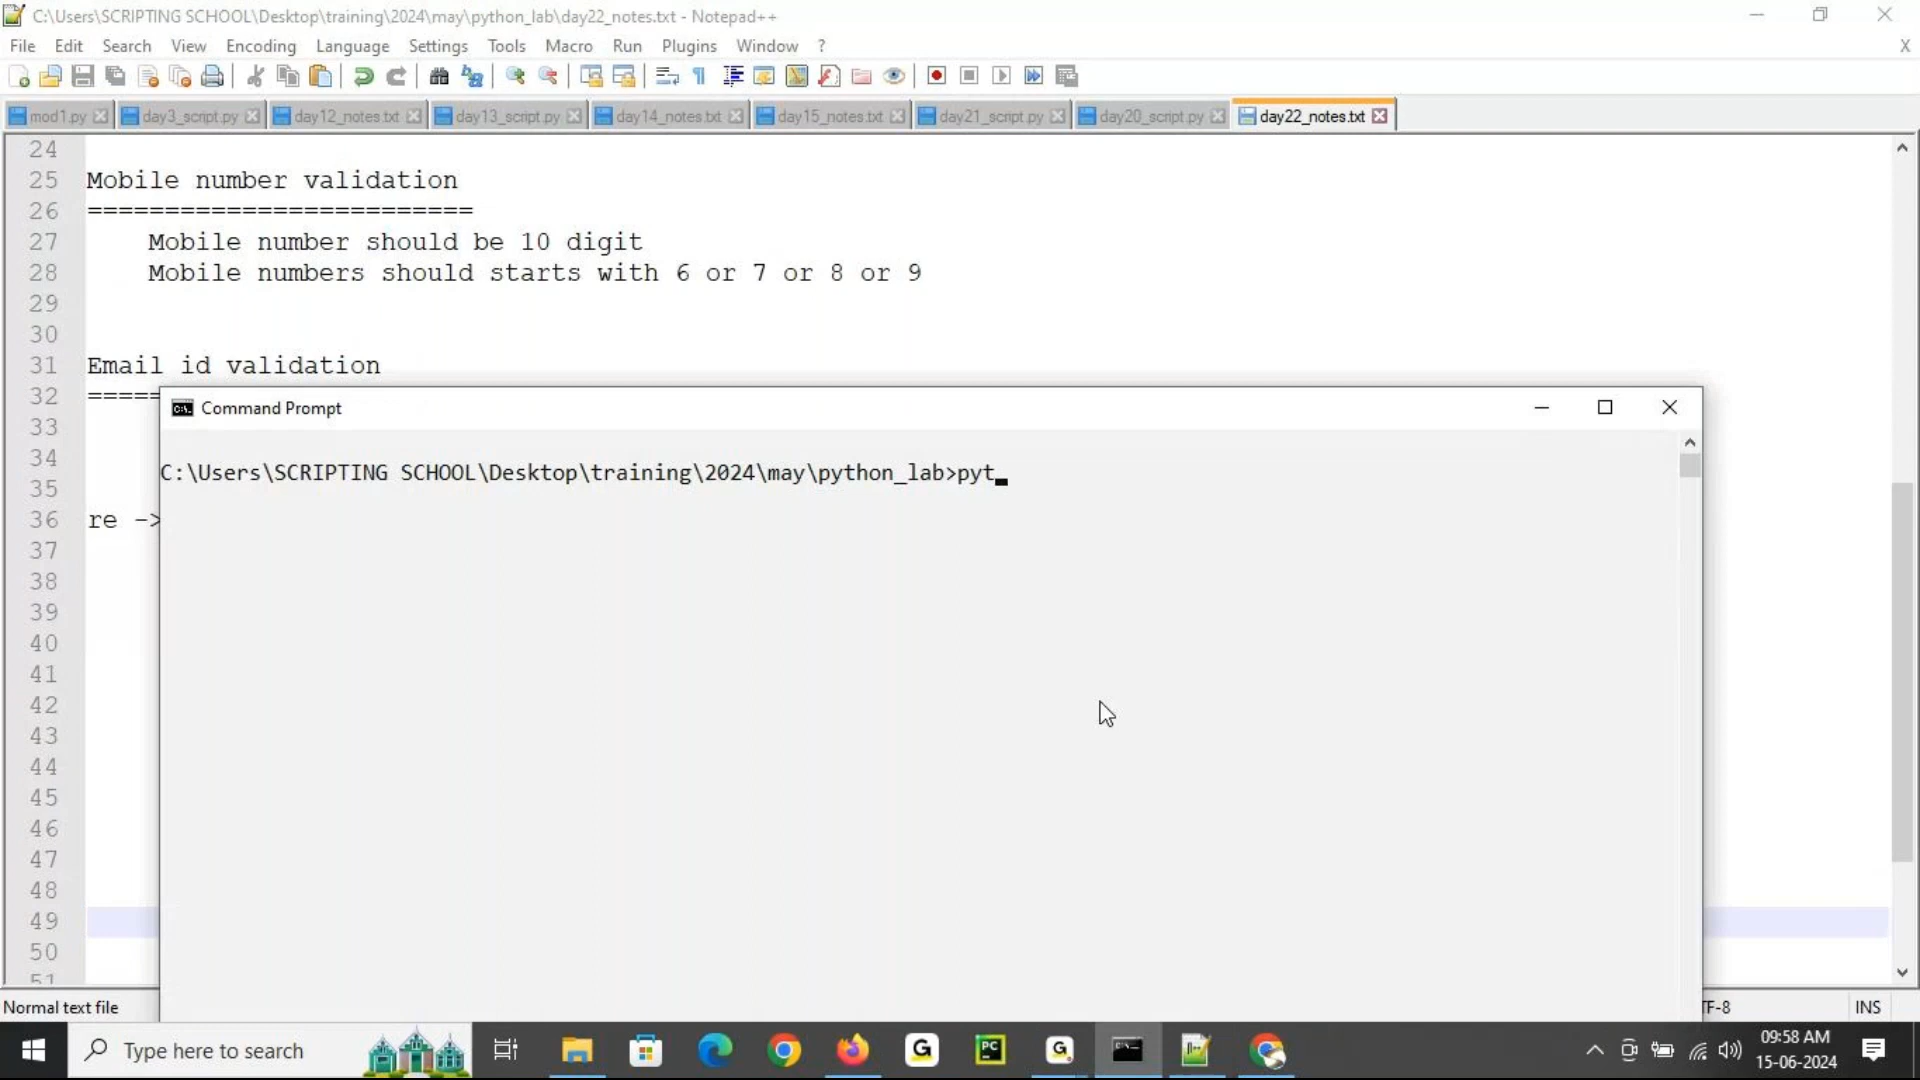 C:\Users\SCRIPTING SCHOOL\Desktop\training\2024\may\python_lab\day22_notes.txt - Notepad++
File Edit Search View Encoding Language Settings Tools Macro Run Plugins Window ? X
mod1.py day3_script.py day12_notes.txt day13_script.py day14_notes.txt day15_notes.txt day21_script.py day20_script.py day22_notes.txt
24
25 Mobile number validation
26 =========================
27 Mobile number should be 10 digit
28 Mobile numbers should starts with 6 or 7 or 8 or 9
29
30
31 Email id validation
32 =====
Command Prompt
33
C:\Users\SCRIPTING SCHOOL\Desktop\training\2024\may\python_lab>pyt
34
35
36 re ->
37
38
39
40
41
42
43
44
45
46
47
48
49
50
51
Normal text file TF-8 INS
Type here to search
09:58 AM
15-06-2024